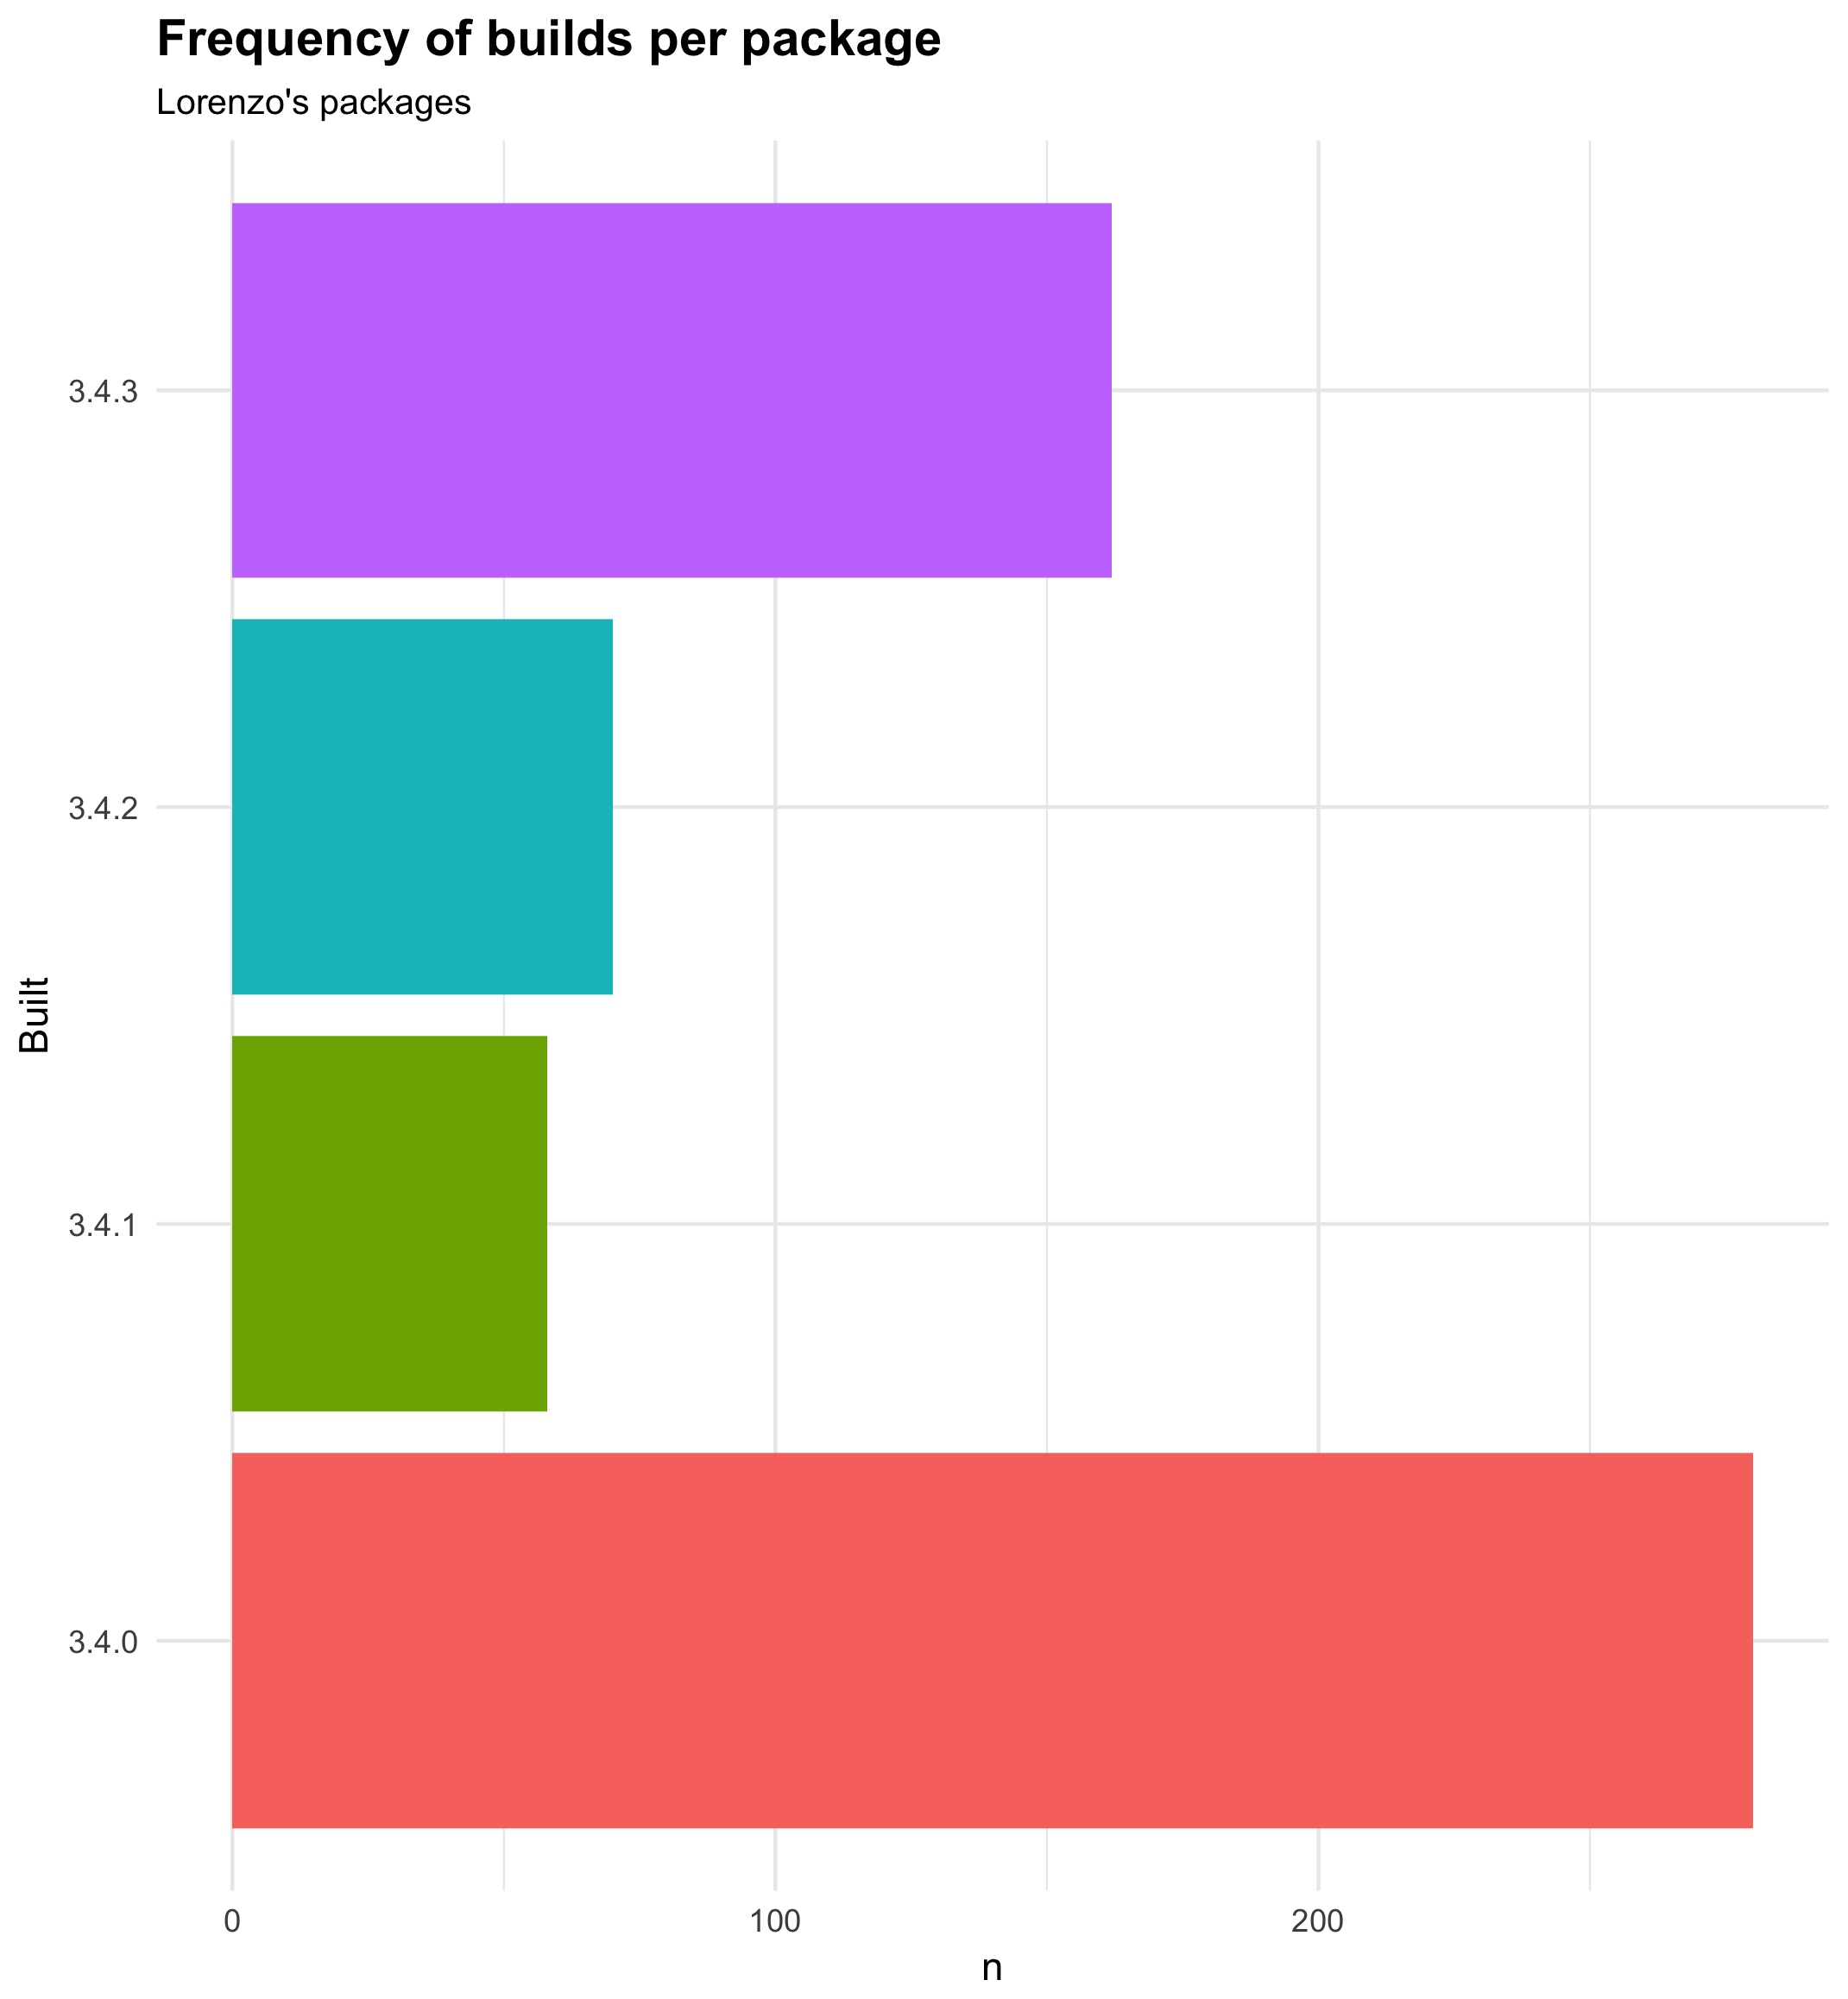 Frequency of builds per package
Lorenzo's packages
3.4.3
3.4.2
3.4.1
3.4.0
Built
0 100 200
n